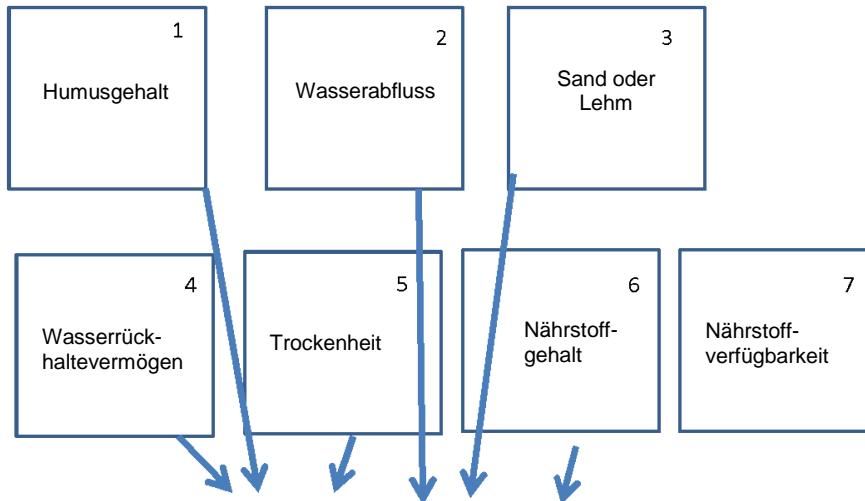 1
Humusgehalt
2
Wasserabfluss
3
Sand oder
Lehm
4
Wasserrück-
haltevermögen
5
Trockenheit
6
Nährstoff-
gehalt
7
Nährstoff-
verfügbarkeit